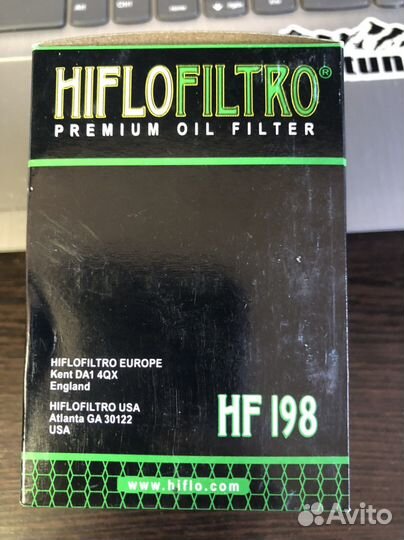 HIFLOFILTRO®
PREMIUM OIL FILTER
HIFLOFILTRO EUROPE
Kent DA1 4QX
England
HIFLOFILTRO USA
Atlanta GA 30122
USA
HF 198
www.hiflo.com
Avito